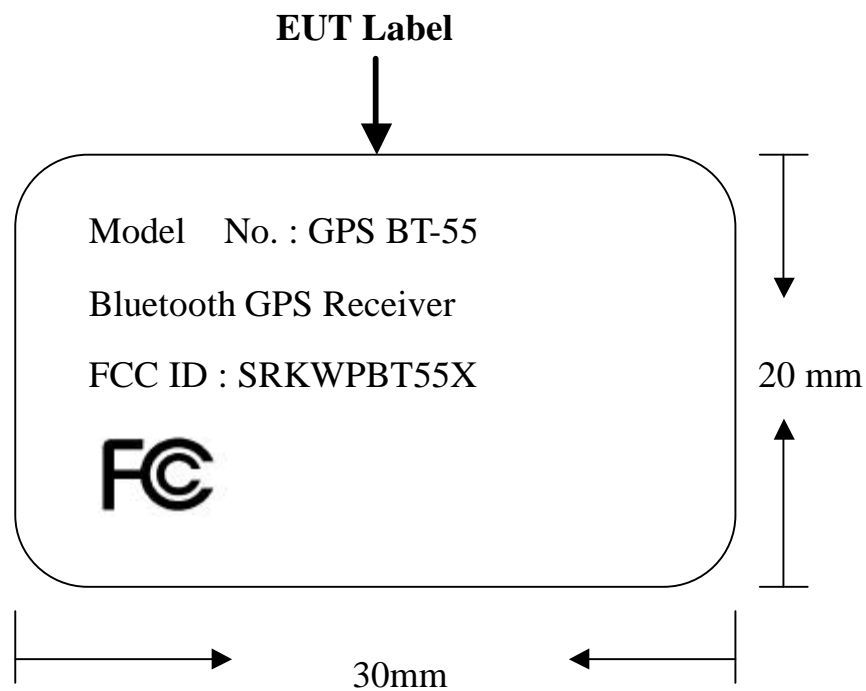 EUT Label
Model No. : GPS BT-55
Bluetooth GPS Receiver
FCC ID : SRKWPBT55X
20 mm
FC
30mm